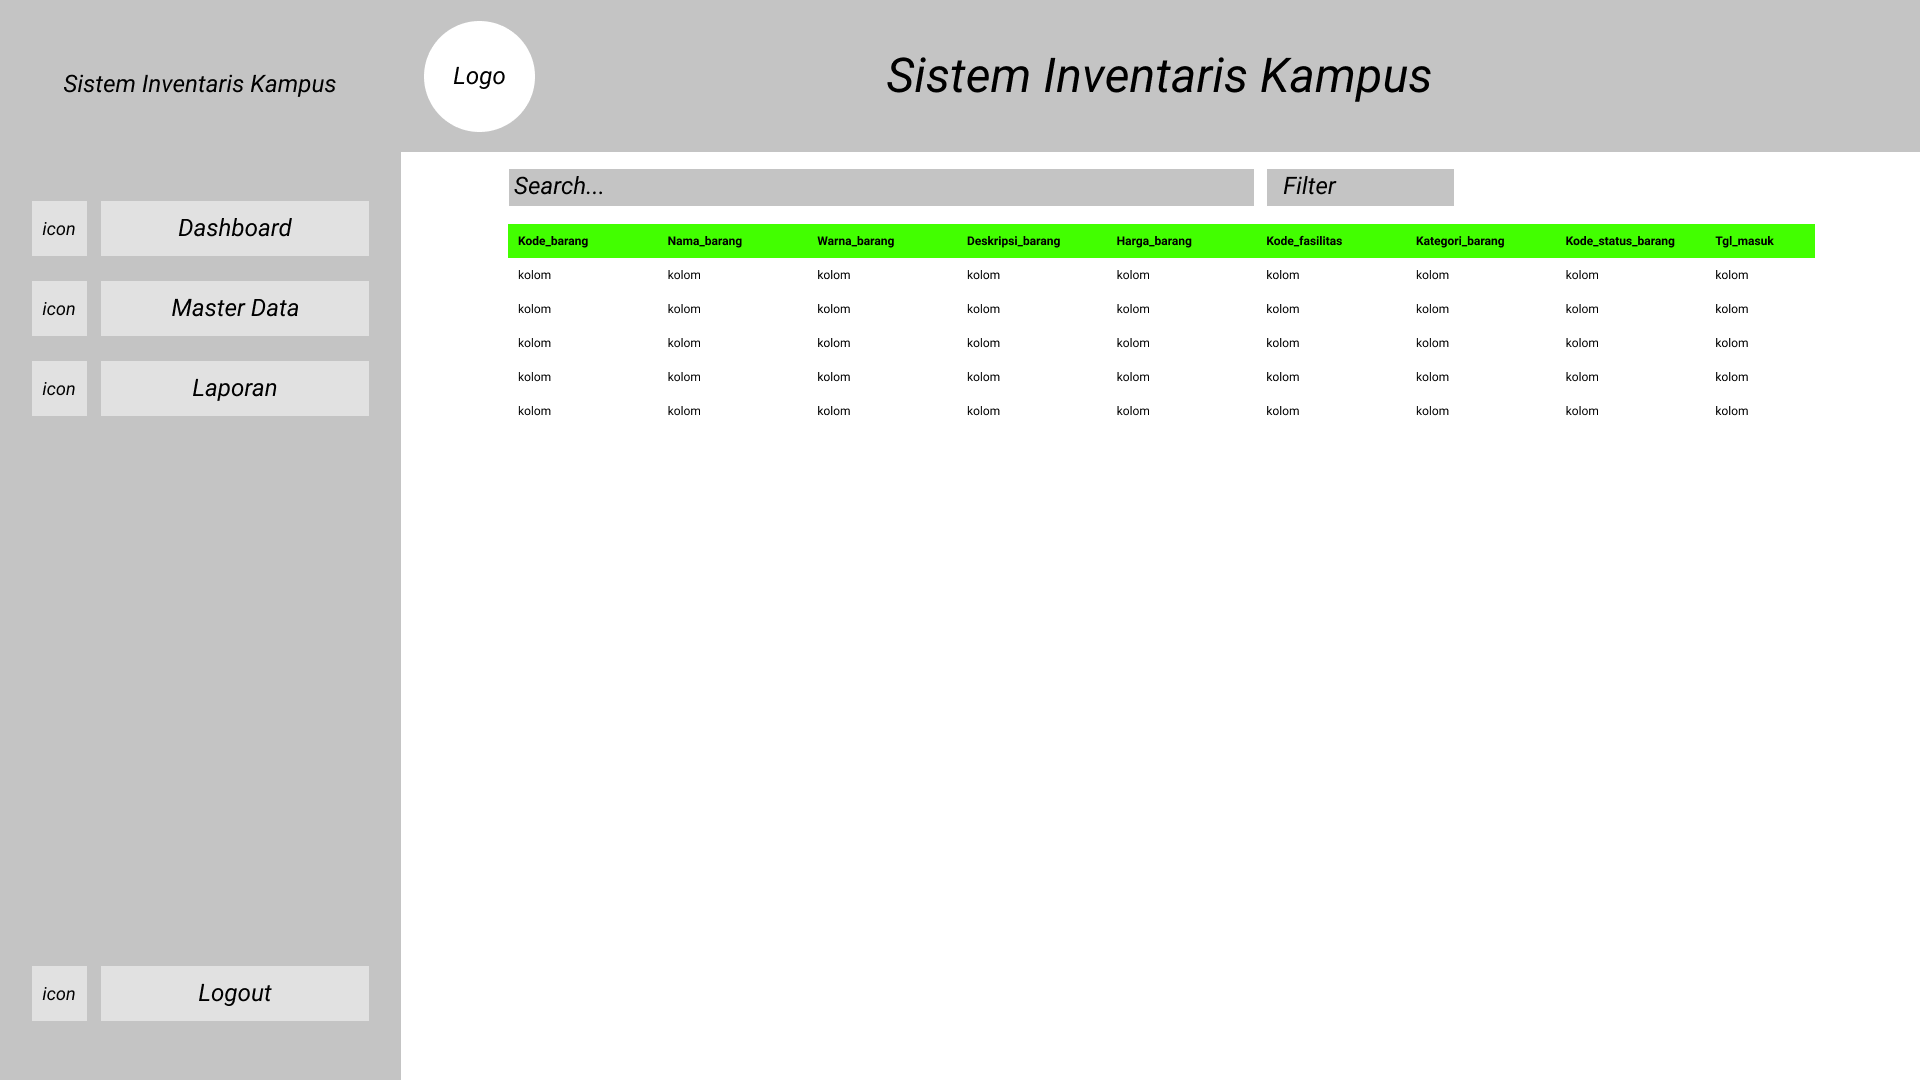 Sistem Inventaris Kampus
icon Dashboard
icon Master Data
icon Laporan
icon Logout
Logo
Sistem Inventaris Kampus
Search... Filter
Kode_barang Nama_barang Warna_barang Deskripsi_barang Harga_barang Kode_fasilitas Kategori_barang Kode_status_barang Tgl_masuk
kolom kolom kolom kolom kolom kolom kolom kolom kolom
kolom kolom kolom kolom kolom kolom kolom kolom kolom
kolom kolom kolom kolom kolom kolom kolom kolom kolom
kolom kolom kolom kolom kolom kolom kolom kolom kolom
kolom kolom kolom kolom kolom kolom kolom kolom kolom